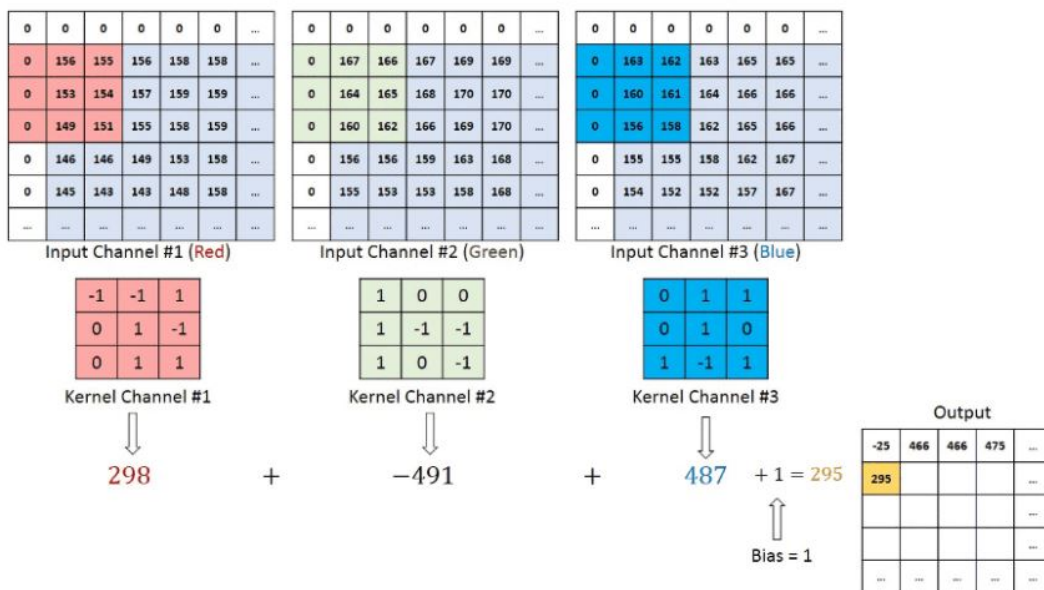 0 0 0 0 0 0 ...
0 156 155 156 158 158 ...
0 153 154 157 159 159 ...
0 149 151 155 158 159 ...
0 146 146 149 153 158 ...
0 145 143 143 148 158 ...
... ... ... ... ... ... ...
Input Channel #1 (Red)
0 0 0 0 0 0 ...
0 167 166 167 169 169 ...
0 164 165 168 170 170 ...
0 160 162 166 169 170 ...
0 156 156 159 163 168 ...
0 155 153 153 158 168 ...
... ... ... ... ... ... ...
Input Channel #2 (Green)
0 0 0 0 0 0 ...
0 163 162 163 165 165 ...
0 160 161 164 166 166 ...
0 156 158 162 165 166 ...
0 155 155 158 162 167 ...
0 154 152 152 157 167 ...
... ... ... ... ... ... ...
Input Channel #3 (Blue)
-1 -1 1
0 1 -1
0 1 1
Kernel Channel #1
1 0 0
1 -1 -1
1 0 -1
Kernel Channel #2
0 1 1
0 1 0
1 -1 1
Kernel Channel #3
298 + −491 + 487 + 1 = 295
Bias = 1
Output
-25 466 466 475 ...
295 ...
...
...
... ... ... ... ...